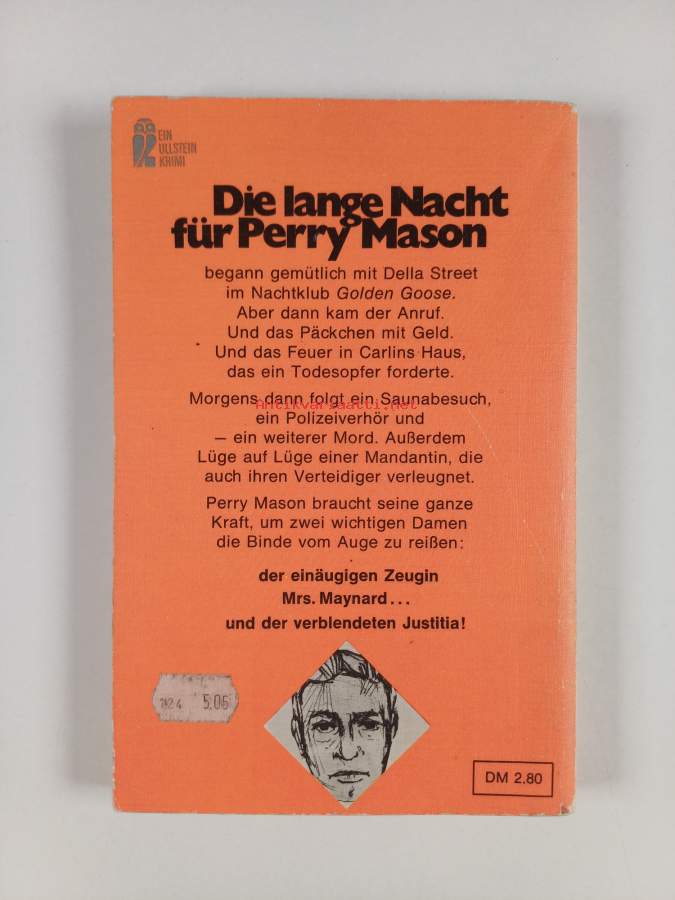 EIN
ULLSTEIN
KRIMI
Die lange Nacht
für Perry Mason
begann gemütlich mit Della Street
im Nachtklub Golden Goose.
Aber dann kam der Anruf.
Und das Päckchen mit Geld.
Und das Feuer in Carlins Haus,
das ein Todesopfer forderte.
Morgens dann folgt ein Saunabesuch,
Antikvariaatti.net
ein Polizeiverhör und
– ein weiterer Mord. Außerdem
Lüge auf Lüge einer Mandantin, die
auch ihren Verteidiger verleugnet.
Perry Mason braucht seine ganze
Kraft, um zwei wichtigen Damen
die Binde vom Auge zu reißen:
der einäugigen Zeugin
Mrs. Maynard...
und der verblendeten Justitia!
5,05
DM 2.80